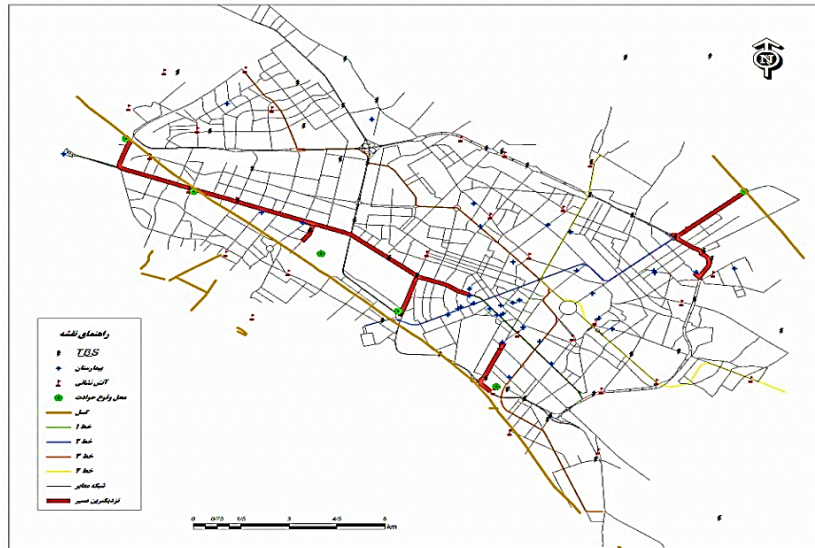 N
راهنمای نقشه
T.B.S
بیمارستان
آتش نشانی
محل وقوع حوادث
گسل
خط ۱
خط ۲
خط ۳
خط ۴
شبکه معابر
نزدیکترین مسیر
0 0/75 1/5 3 4/5 6
km